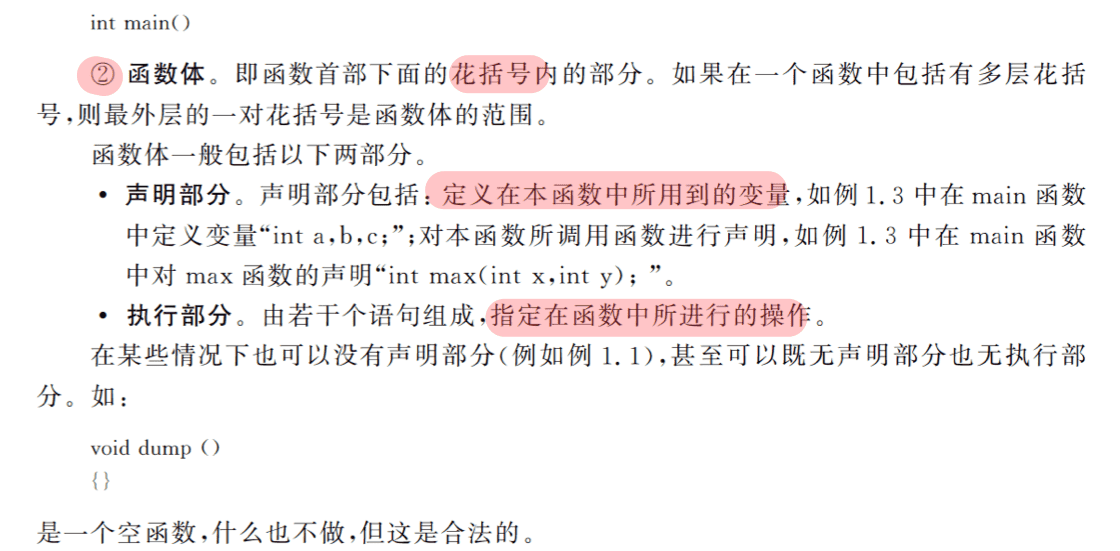 int main()
② 函数体。即函数首部下面的花括号内的部分。如果在一个函数中包括有多层花括
号,则最外层的一对花括号是函数体的范围。
函数体一般包括以下两部分。
• 声明部分。声明部分包括:定义在本函数中所用到的变量,如例 1.3 中在 main 函数
中定义变量“int a,b,c;”;对本函数所调用函数进行声明,如例 1.3 中在 main 函数
中对 max 函数的声明“int max(int x,int y); ”。
• 执行部分。由若干个语句组成,指定在函数中所进行的操作。
在某些情况下也可以没有声明部分(例如例 1.1),甚至可以既无声明部分也无执行部
分。如:
void dump ()
{}
是一个空函数,什么也不做,但这是合法的。